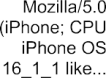 Mozilla/5.0
(iPhone; CPU
iPhone OS
16_1_1 like...